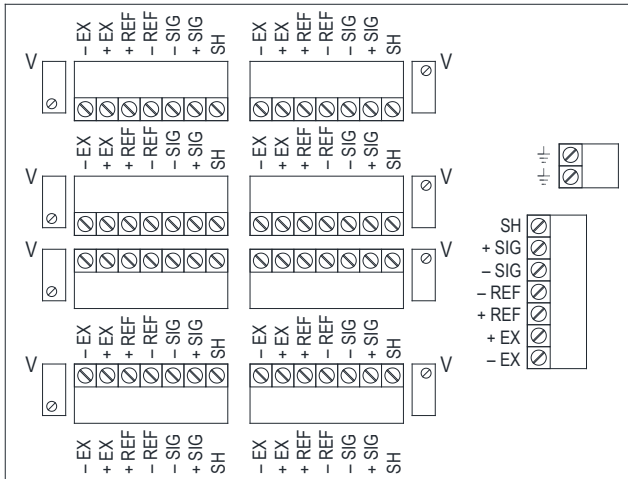 – EX
+ EX
+ REF
– REF
– SIG
+ SIG
SH
– EX
+ EX
+ REF
– REF
– SIG
+ SIG
SH
V
V
– EX
+ EX
+ REF
– REF
– SIG
+ SIG
SH
– EX
+ EX
+ REF
– REF
– SIG
+ SIG
SH
V
V
V
V
– EX
+ EX
+ REF
– REF
– SIG
+ SIG
SH
– EX
+ EX
+ REF
– REF
– SIG
+ SIG
SH
V
V
– EX
+ EX
+ REF
– REF
– SIG
+ SIG
SH
– EX
+ EX
+ REF
– REF
– SIG
+ SIG
SH
SH
+ SIG
– SIG
– REF
+ REF
+ EX
– EX